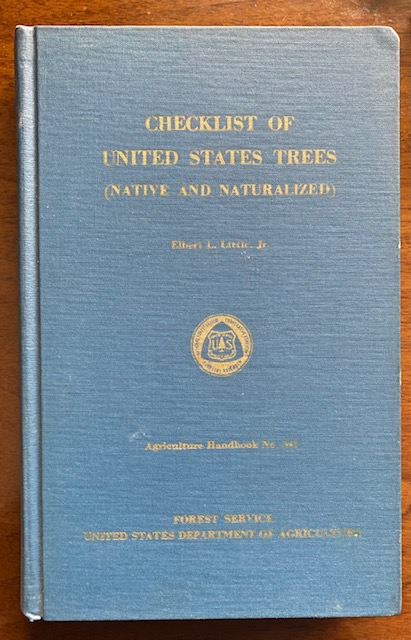 CHECKLIST OF
UNITED STATES TREES
(NATIVE AND NATURALIZED)
Elbert L. Little, Jr.
U S
Agriculture Handbook No.
FOREST SERVICE
UNITED STATES DEPARTMENT OF AGRICULTURE